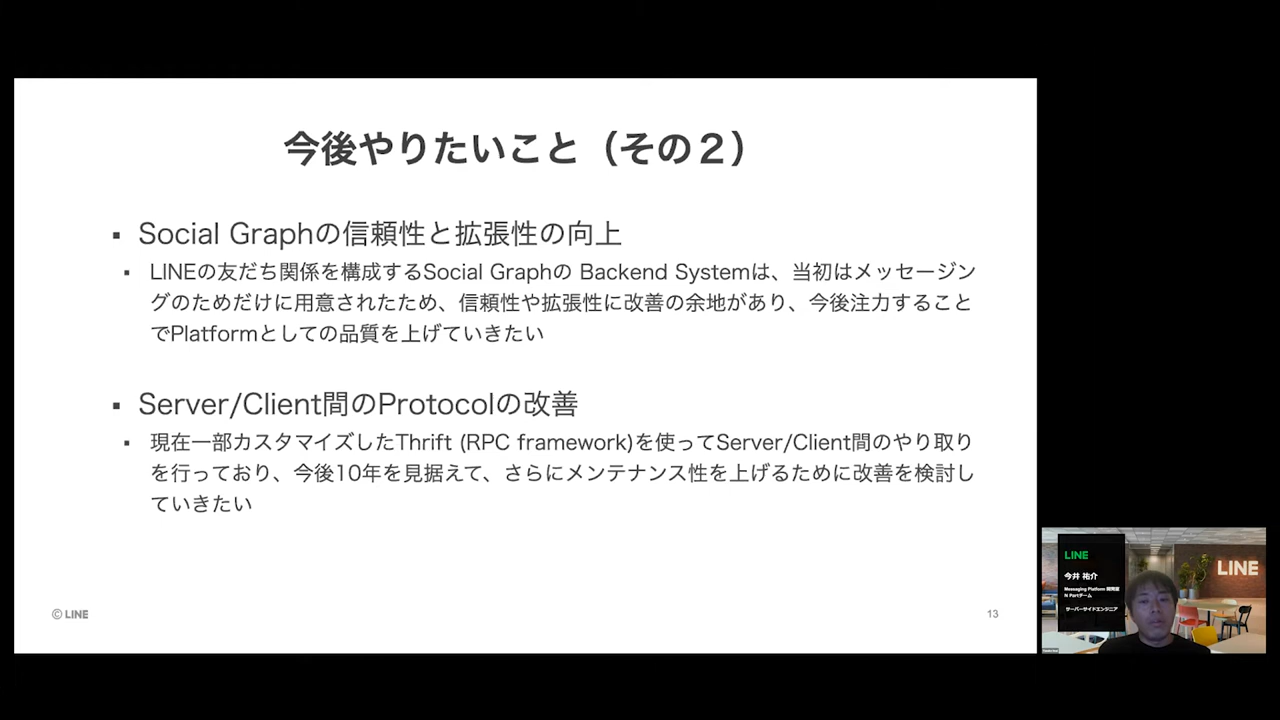 今後やりたいこと（その２）
▪ Social Graphの信頼性と拡張性の向上
▪ LINEの友だち関係を構成するSocial Graphの Backend Systemは、当初はメッセージン
グのためだけに用意されたため、信頼性や拡張性に改善の余地があり、今後注力すること
でPlatformとしての品質を上げていきたい
▪ Server/Client間のProtocolの改善
▪ 現在一部カスタマイズしたThrift (RPC framework)を使ってServer/Client間のやり取り
を行っており、今後10年を見据えて、さらにメンテナンス性を上げるために改善を検討し
ていきたい
© LINE
13
LINE
今井 祐介
Messaging Platform 開発室
N Partチーム
サーバーサイドエンジニア
LINE